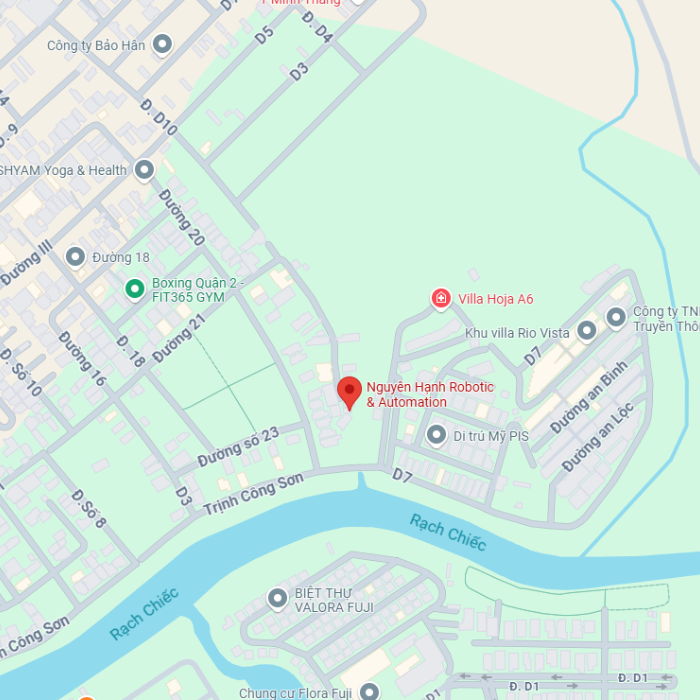 Minh Thắng
Đ. D4
D5
Công ty Bảo Hân
D3
Đ. D10
SHYAM Yoga & Health
Đường 20
Đường III
Đường 18
Boxing Quận 2 -
FIT365 GYM
Villa Hoja A6
Công ty TNH
Truyền Thôn
Khu villa Rio Vista
D7
Đường 21
Đ. 18
Đường 16
Đ. Số 10
Nguyên Hạnh Robotic
& Automation
Đường an Bình
Đường an Lộc
Di trú Mỹ PIS
Đường số 23
D7
Trịnh Công Sơn
D3
Đ.Số 8
Rạch Chiếc
Rạch Chiếc
BIỆT THỰ
VALORA FUJI
nh Công Sơn
Đ. D1
Đ. D1
D1
Chung cư Flora Fuji